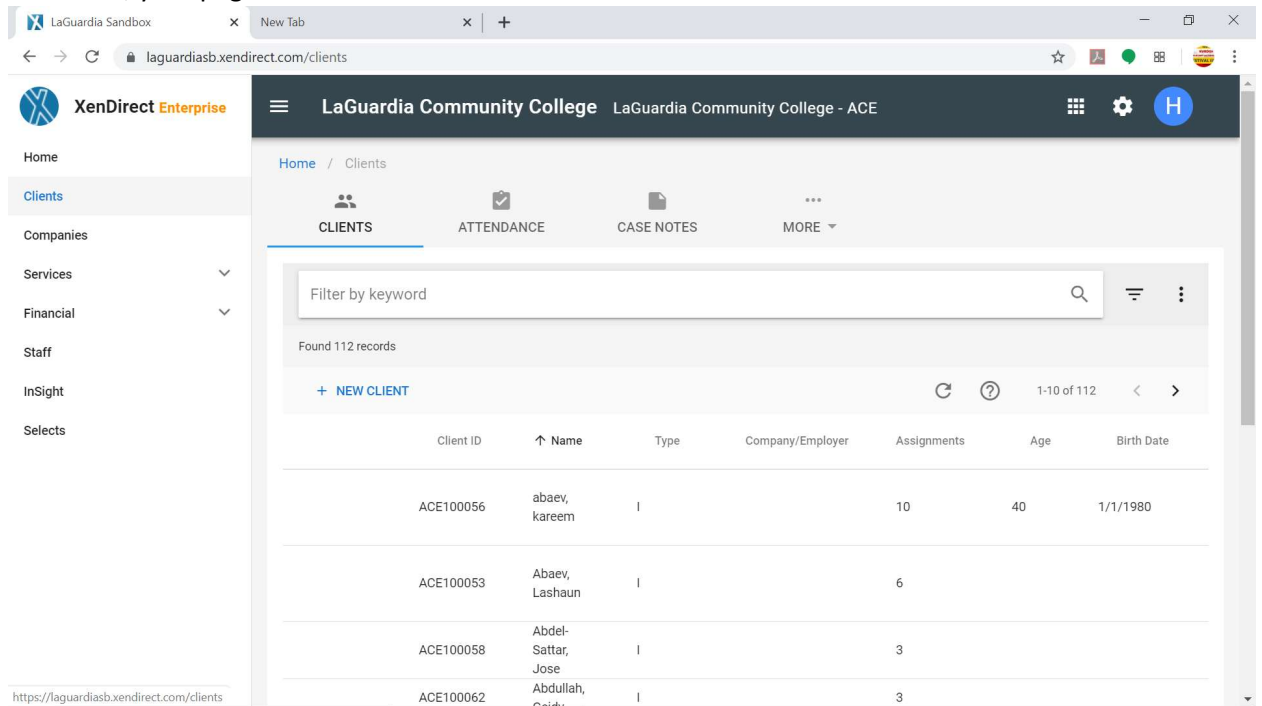 LaGuardia Sandbox
New Tab
laguardiasb.xendirect.com/clients
XenDirect Enterprise
LaGuardia Community College LaGuardia Community College - ACE
H
Home
Clients
Companies
Services
Financial
Staff
InSight
Selects
Home / Clients
CLIENTS
ATTENDANCE
CASE NOTES
MORE
Filter by keyword
Found 112 records
+ NEW CLIENT
1-10 of 112
Client ID Name Type Company/Employer Assignments Age Birth Date
ACE100056 abaev, kareem I 10 40 1/1/1980
ACE100053 Abaev, Lashaun I 6
ACE100058 Abdel-Sattar, Jose I 3
ACE100062 Abdullah, I 3
https://laguardiasb.xendirect.com/clients